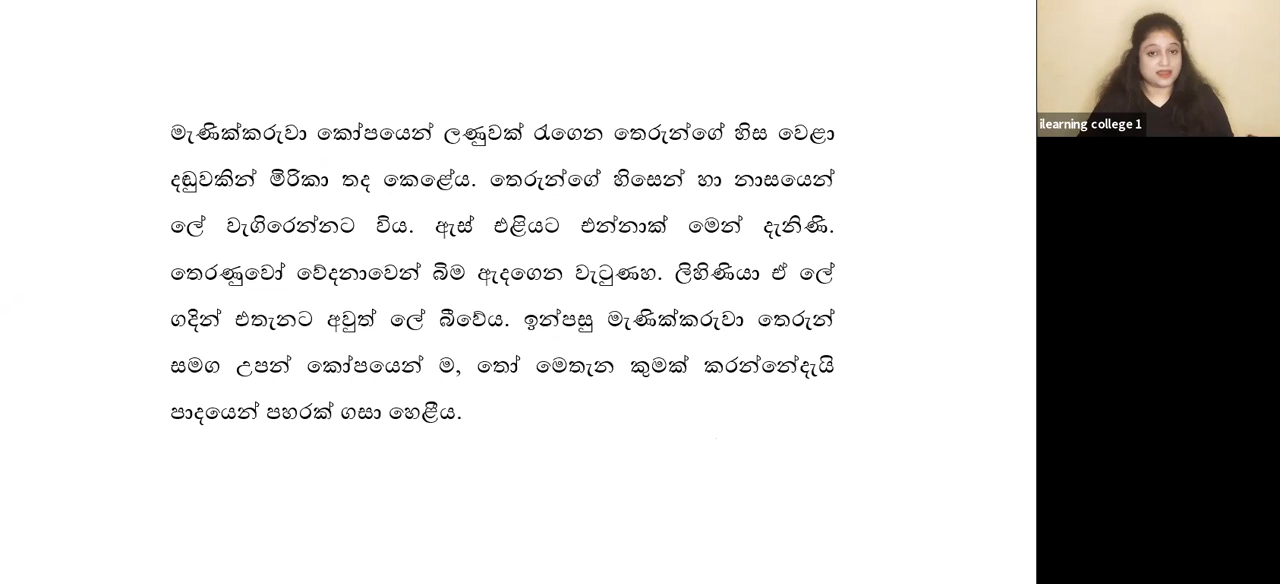 මැණික්කරුවා කෝපයෙන් ලණුවක් රැගෙන තෙරුන්ගේ හිස වෙළා
දඬුවකින් මිරිකා තද කෙළේය. තෙරුන්ගේ හිසෙන් හා නාසයෙන්
ලේ වැගිරෙන්නට විය. ඇස් එළියට එන්නාක් මෙන් දැනිණි.
තෙරණුවෝ වේදනාවෙන් බිම ඇදගෙන වැටුණහ. ලිහිණියා ඒ ලේ
ගදින් එතැනට අවුත් ලේ බීවේය. ඉන්පසු මැණික්කරුවා තෙරුන්
සමග උපන් කෝපයෙන් ම, තෝ මෙතැන කුමක් කරන්නේදැයි
පාදයෙන් පහරක් ගසා හෙළීය.
ilearning college 1